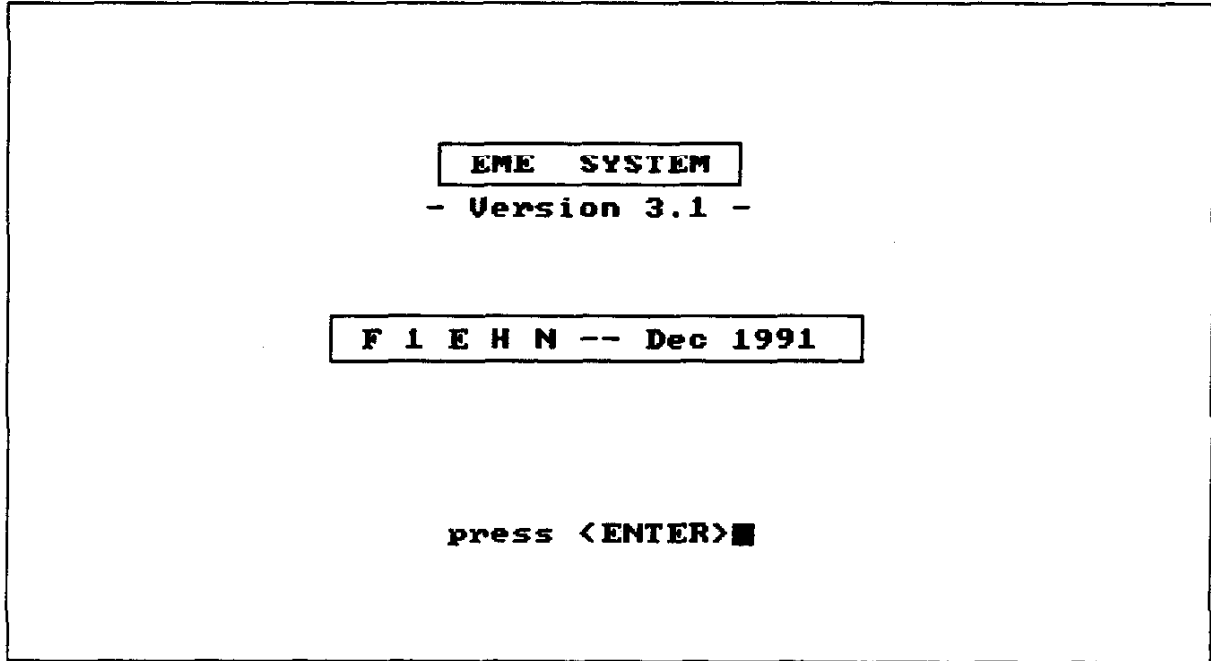 EME SYSTEM
- Version 3.1 -
F 1 E H N -- Dec 1991
press <ENTER>